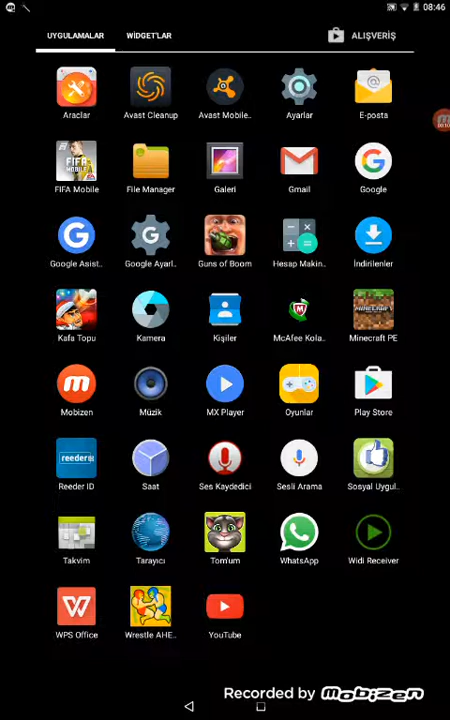 08:46
UYGULAMALAR WİDGETLAR ALIŞVERİŞ
Araclar Avast Cleanup Avast Mobile.. Ayarlar E-posta
FIFA Mobile File Manager Galeri Gmail Google
Google Asist.. Google Ayarl.. Guns of Boom Hesap Makin.. İndirilenler
Kafa Topu Kamera Kişiler McAfee Kola.. Minecraft PE
Mobizen Müzik MX Player Oyunlar Play Store
reeder
Reeder ID Saat Ses Kaydedici Sesli Arama Sosyal Uygul..
Takvim Tarayıcı Tom'um WhatsApp Widi Receiver
WPS Office Wrestle AHE.. YouTube
Recorded by mobizen